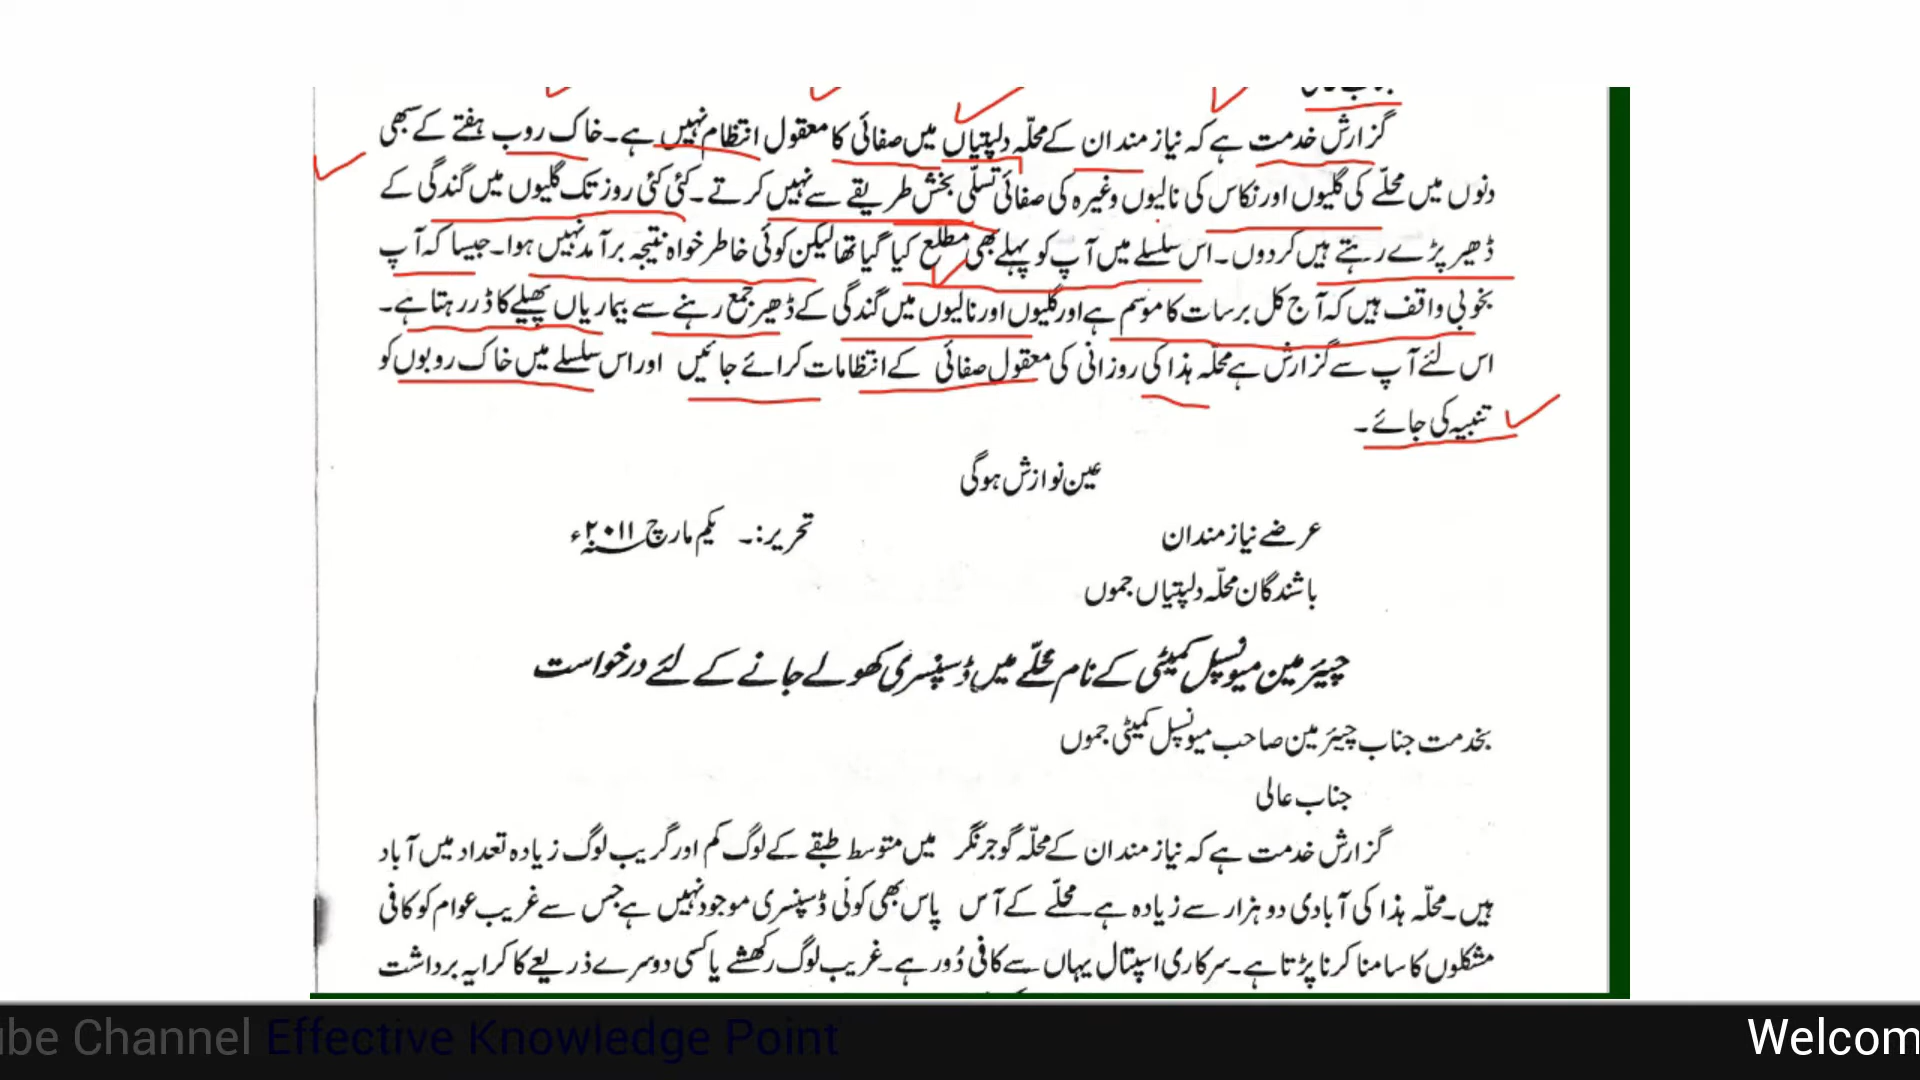 گزارش خدمت ہے کہ نیاز مندان کے محلّہ دلپتیاں میں صفائی کا معقول انتظام نہیں ہے۔ خاک روب ہفتے کے سبھی
دنوں میں محلّے کی گلیوں اور نکاس کی نالیوں وغیرہ کی صفائی تسلّی بخش طریقے سے نہیں کرتے۔ کئی کئی روز تک گلیوں میں گندگی کے
ڈھیر پڑے رہتے ہیں کردوں۔ اس سلسلے میں آپ کو پہلے بھی مطلع کیا گیا تھا لیکن کوئی خاطر خواہ نتیجہ برآمد نہیں ہوا۔ جیسا کہ آپ
بخوبی واقف ہیں کہ آج کل برسات کا موسم ہے اور گلیوں اور نالیوں میں گندگی کے ڈھیر جمع رہنے سے بیماریاں پھیلے کا ڈر رہتا ہے۔
اس لئے آپ سے گزارش ہے محلّہ ہذا کی روزانی کی معقول صفائی کے انتظامات کرائے جائیں اور اس سلسلے میں خاک روبوں کو
تنبیہ کی جائے۔
عین نوازش ہوگی
عرضے نیاز مندان تحریر:۔ یکم مارچ ۲۰۱۱ء
باشندگان محلّہ دلپتیاں جموں
چیئرمین میونسپل کمیٹی کے نام محلّے میں ڈسپنسری کھولے جانے کے لئے درخواست
بخدمت جناب چیئرمین صاحب میونسپل کمیٹی جموں
جناب عالی
گزارش خدمت ہے کہ نیاز مندان کے محلّہ گوجرنگر میں متوسط طبقے کے لوگ کم اور گریب لوگ زیادہ تعداد میں آباد
ہیں۔ محلّہ ہذا کی آبادی دو ہزار سے زیادہ ہے۔ محلّے کے آس پاس بھی کوئی ڈسپنسری موجود نہیں ہے جس سے غریب عوام کو کافی
مشکلوں کا سامنا کرنا پڑتا ہے۔ سرکاری اسپتال یہاں سے کافی دُور ہے۔ غریب لوگ رکھشے یا کسی دوسرے ذریعے کا کرایہ برداشت
ube Channel Effective Knowledge Point Welcom